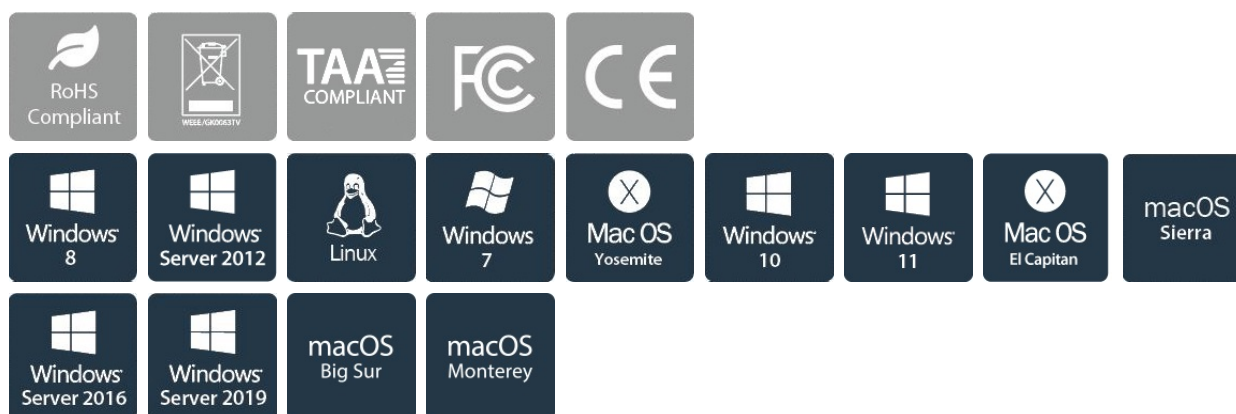 RoHS
Compliant
WEEE/GK0063TV
TAA
COMPLIANT
FC
CE
Windows
8
Windows
Server 2012
Linux
Windows
7
X
Mac OS
Yosemite
Windows
10
Windows
11
X
Mac OS
El Capitan
macOS
Sierra
Windows
Server 2016
Windows
Server 2019
macOS
Big Sur
macOS
Monterey